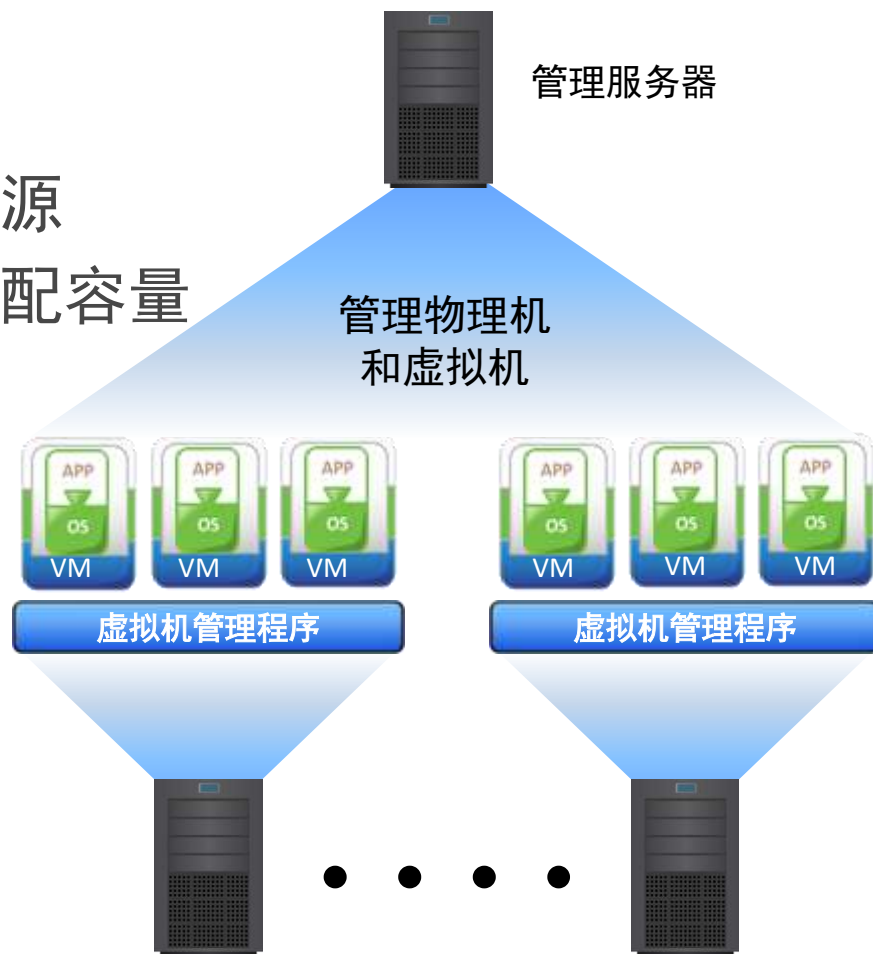 管理服务器
源
配容量
管理物理机
和虚拟机
APP APP APP APP APP APP
OS OS OS OS OS OS
VM VM VM VM VM VM
虚拟机管理程序 虚拟机管理程序